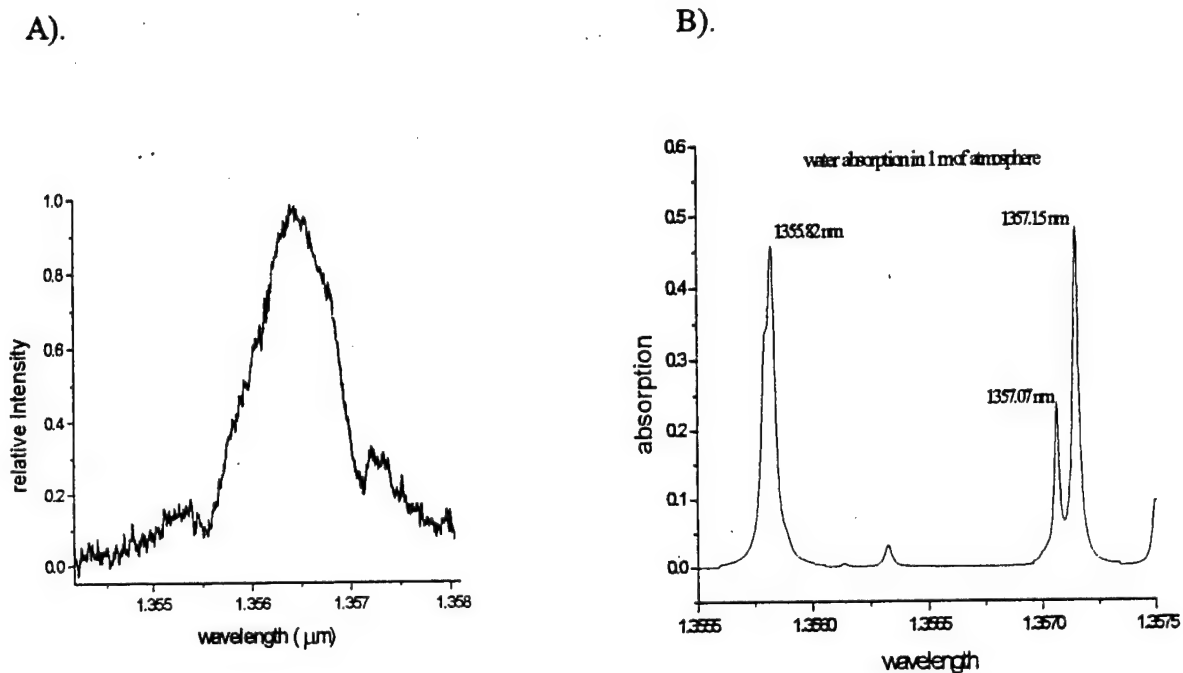 A).
B).
1.0
0.8
0.6
0.4
0.2
0.0
relative Intensity
1.355
1.356
1.357
1.358
wavelength ( μm)
0.6
0.5
0.4
0.3
0.2
0.1
0.0
absorption
water absorption in 1 m of atmosphere
1355.82 nm
1357.15 nm
1357.07 nm
1.3555
1.3560
1.3565
1.3570
1.3575
wavelength